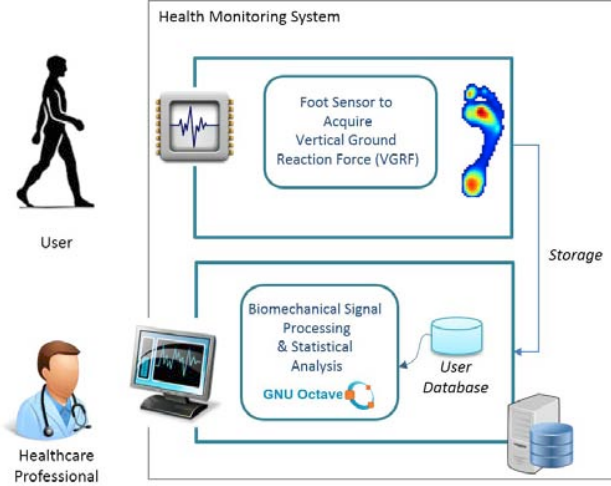 Health Monitoring System
Foot Sensor to
Acquire
Vertical Ground
Reaction Force (VGRF)
User
Storage
Biomechanical Signal
Processing
& Statistical
Analysis
GNU Octave
User
Database
Healthcare
Professional